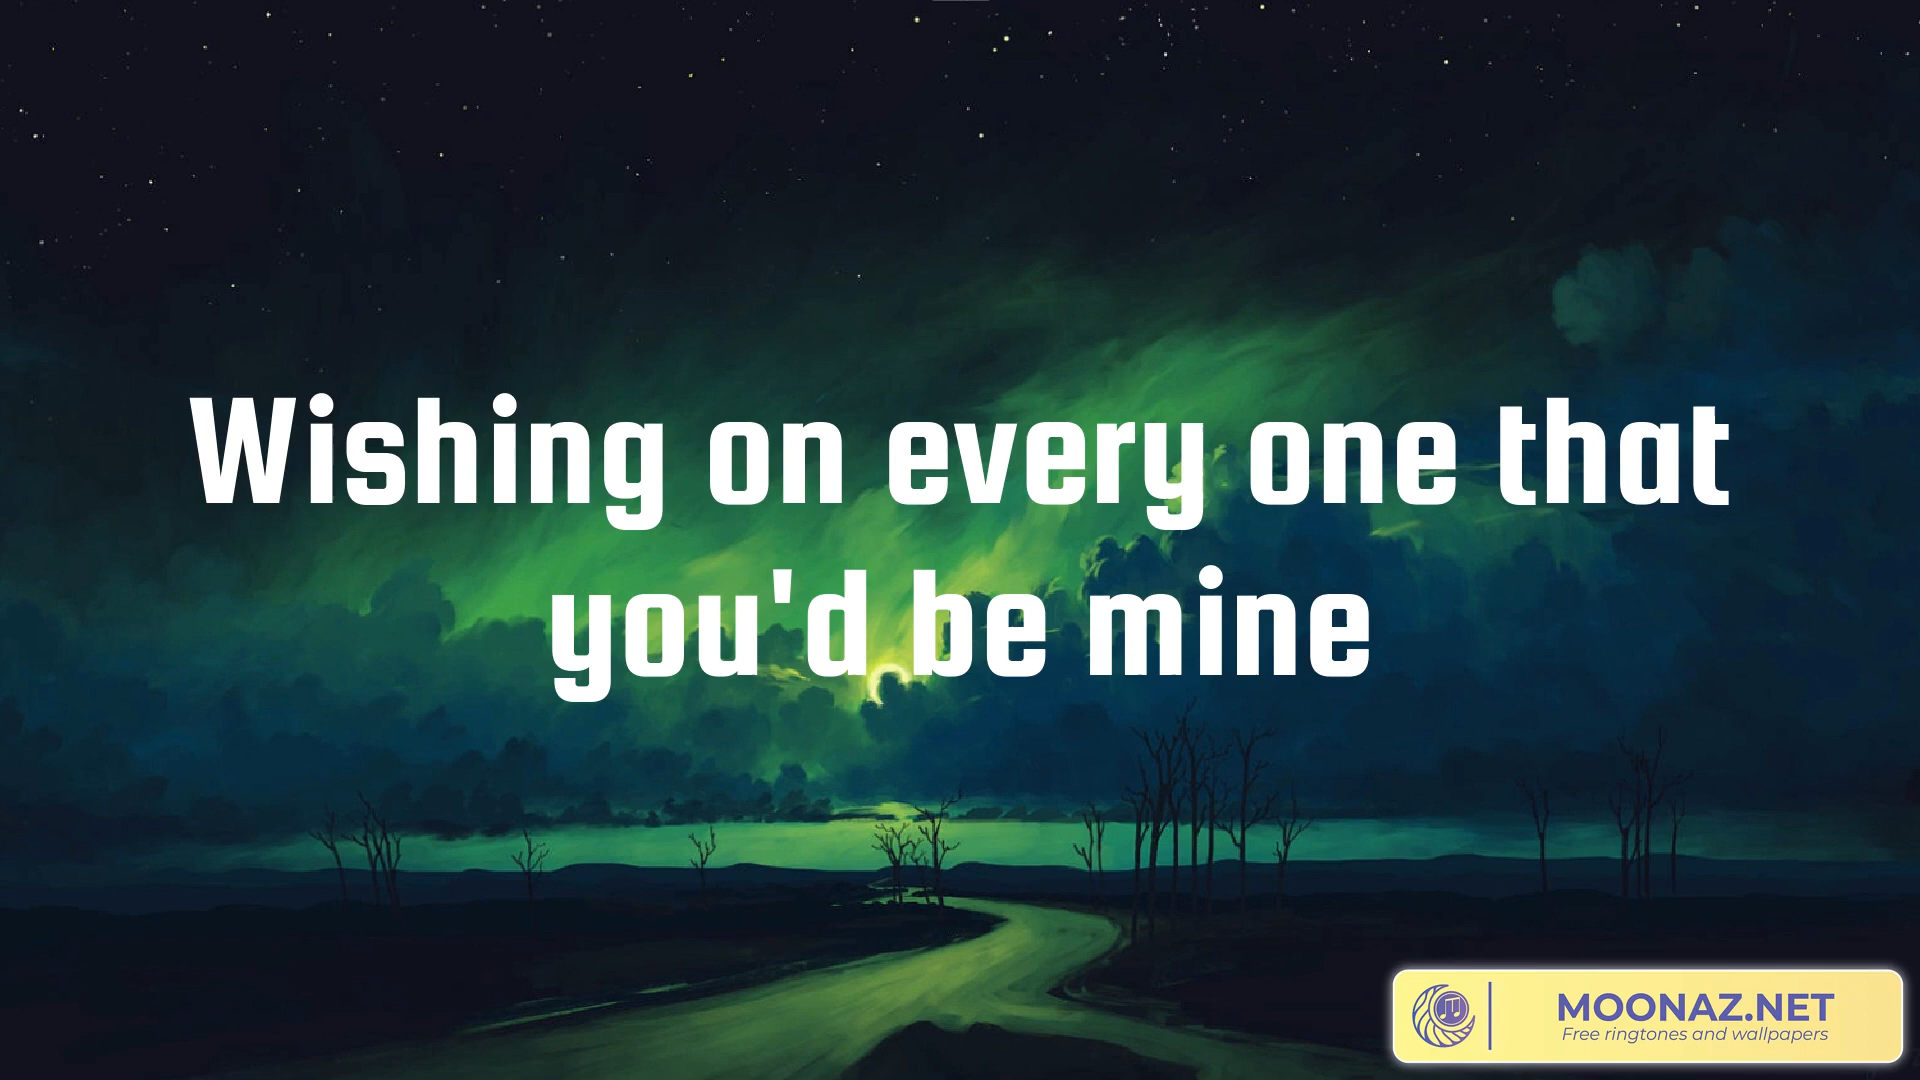 Wishing on every one that
you'd be mine
MOONAZ.NET
Free ringtones and wallpapers